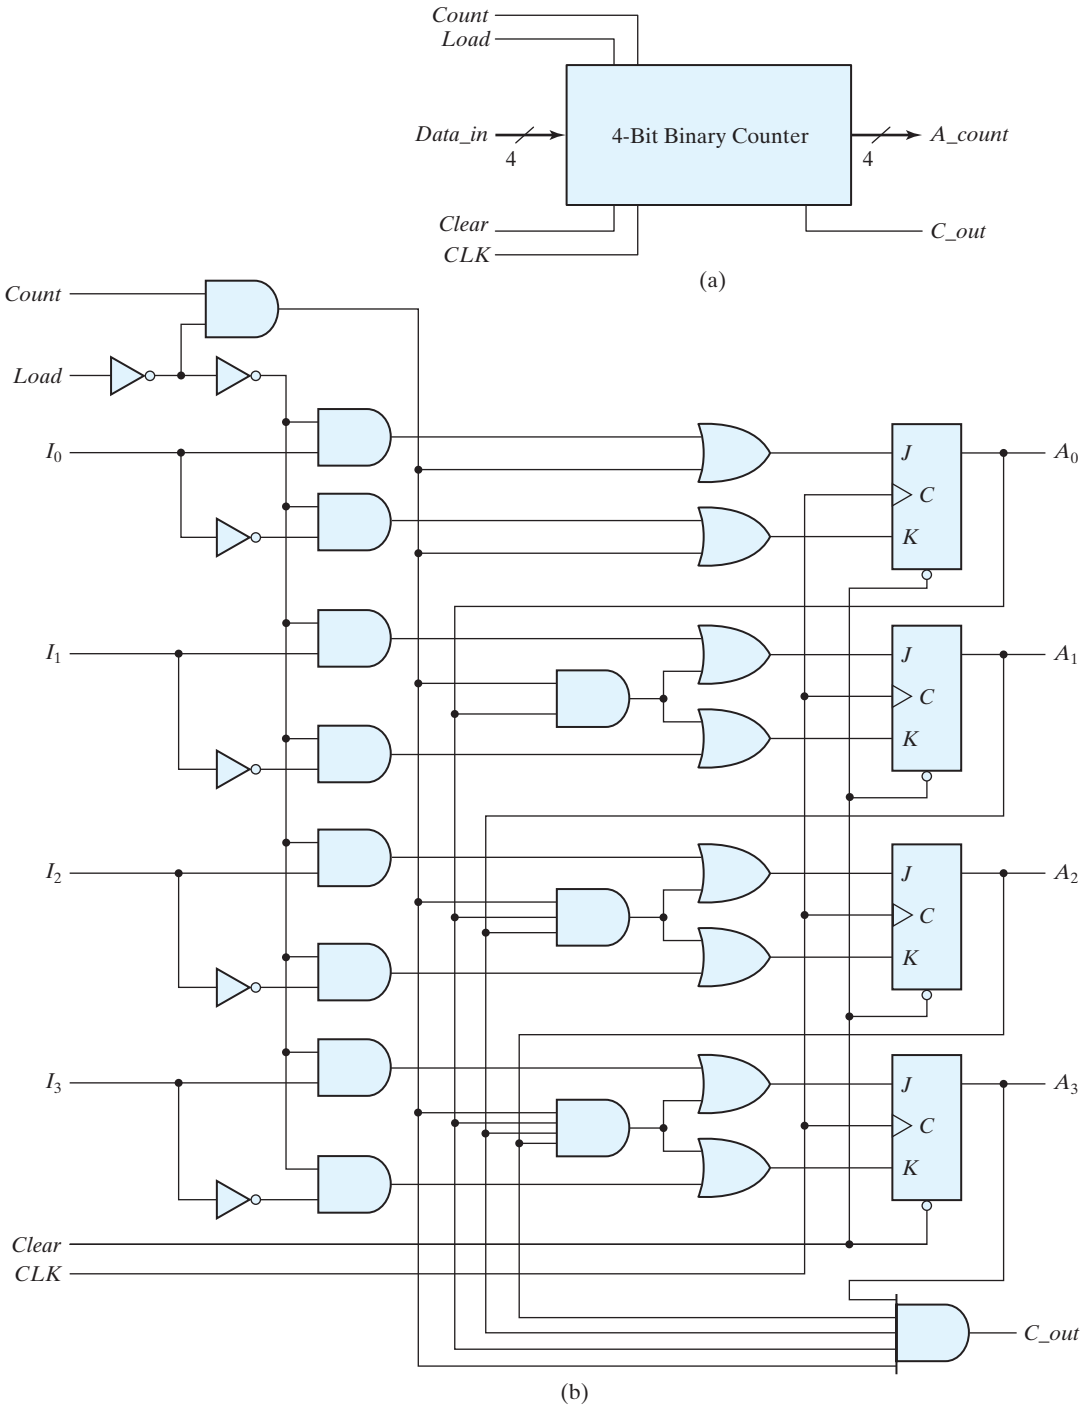 Count
Load
Data_in
4
4-Bit Binary Counter
4
A_count
Clear
CLK
C_out
(a)
Count
Load
I₀
J
C
K
A₀
I₁
J
C
K
A₁
I₂
J
C
K
A₂
I₃
J
C
K
A₃
Clear
CLK
C_out
(b)